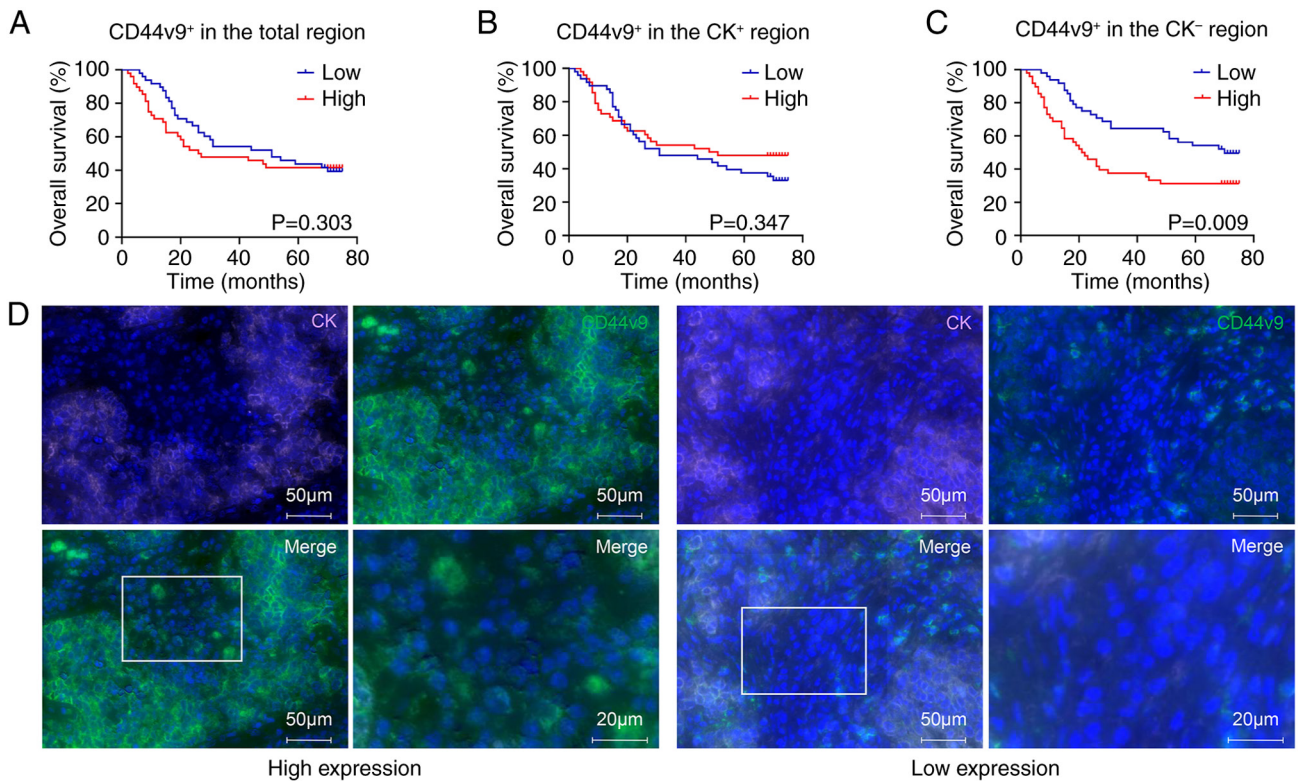 A
CD44v9+ in the total region
Overall survival (%)
100
80
60
40
20
0
Low
High
P=0.303
0 20 40 60 80
Time (months)
B
CD44v9+ in the CK+ region
Overall survival (%)
100
80
60
40
20
0
Low
High
P=0.347
0 20 40 60 80
Time (months)
C
CD44v9+ in the CK− region
Overall survival (%)
100
80
60
40
20
0
Low
High
P=0.009
0 20 40 60 80
Time (months)
D
CK
50μm
CD44v9
50μm
CK
50μm
CD44v9
50μm
Merge
50μm
Merge
20μm
Merge
50μm
Merge
20μm
High expression
Low expression